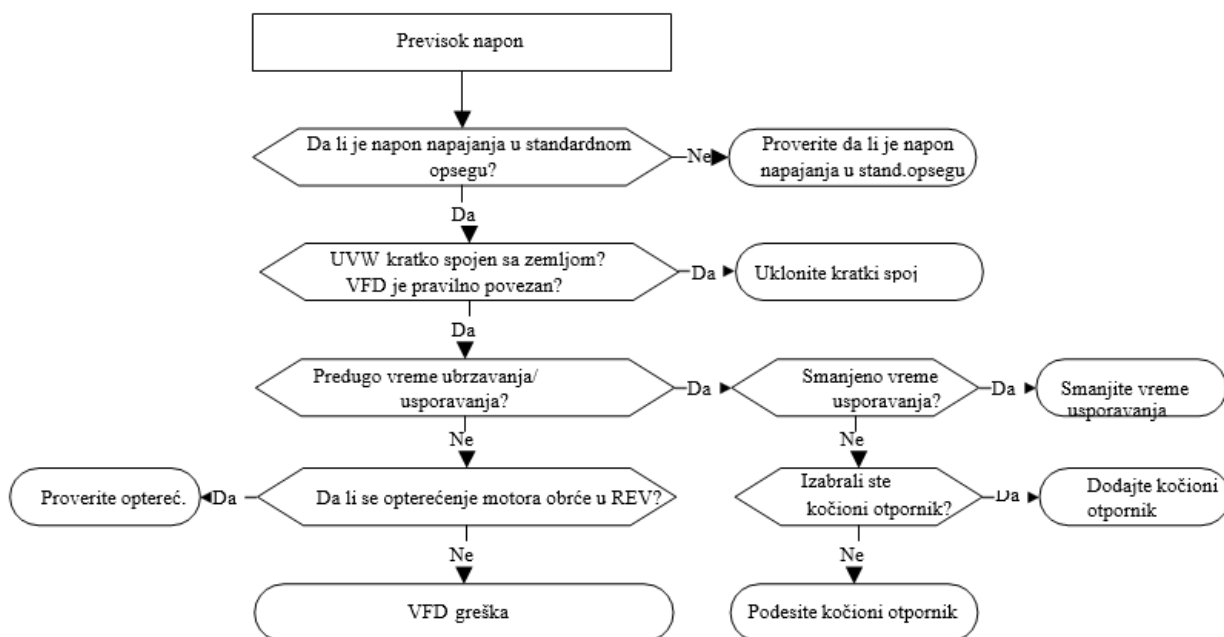 Previsok napon
Da li je napon napajanja u standardnom
opsegu?
Ne
Proverite da li je napon
napajanja u stand.opsegu
Da
UVW kratko spojen sa zemljom?
VFD je pravilno povezan?
Da
Uklonite kratki spoj
Da
Predugo vreme ubrzavanja/
usporavanja?
Da
Smanjeno vreme
usporavanja?
Da
Smanjite vreme
usporavanja
Ne
Ne
Proverite optereć.
Da
Da li se opterećenje motora obrće u REV?
Izabrali ste
kočioni otpornik?
Da
Dodajte kočioni
otpornik
Ne
Ne
VFD greška
Podesite kočioni otpornik